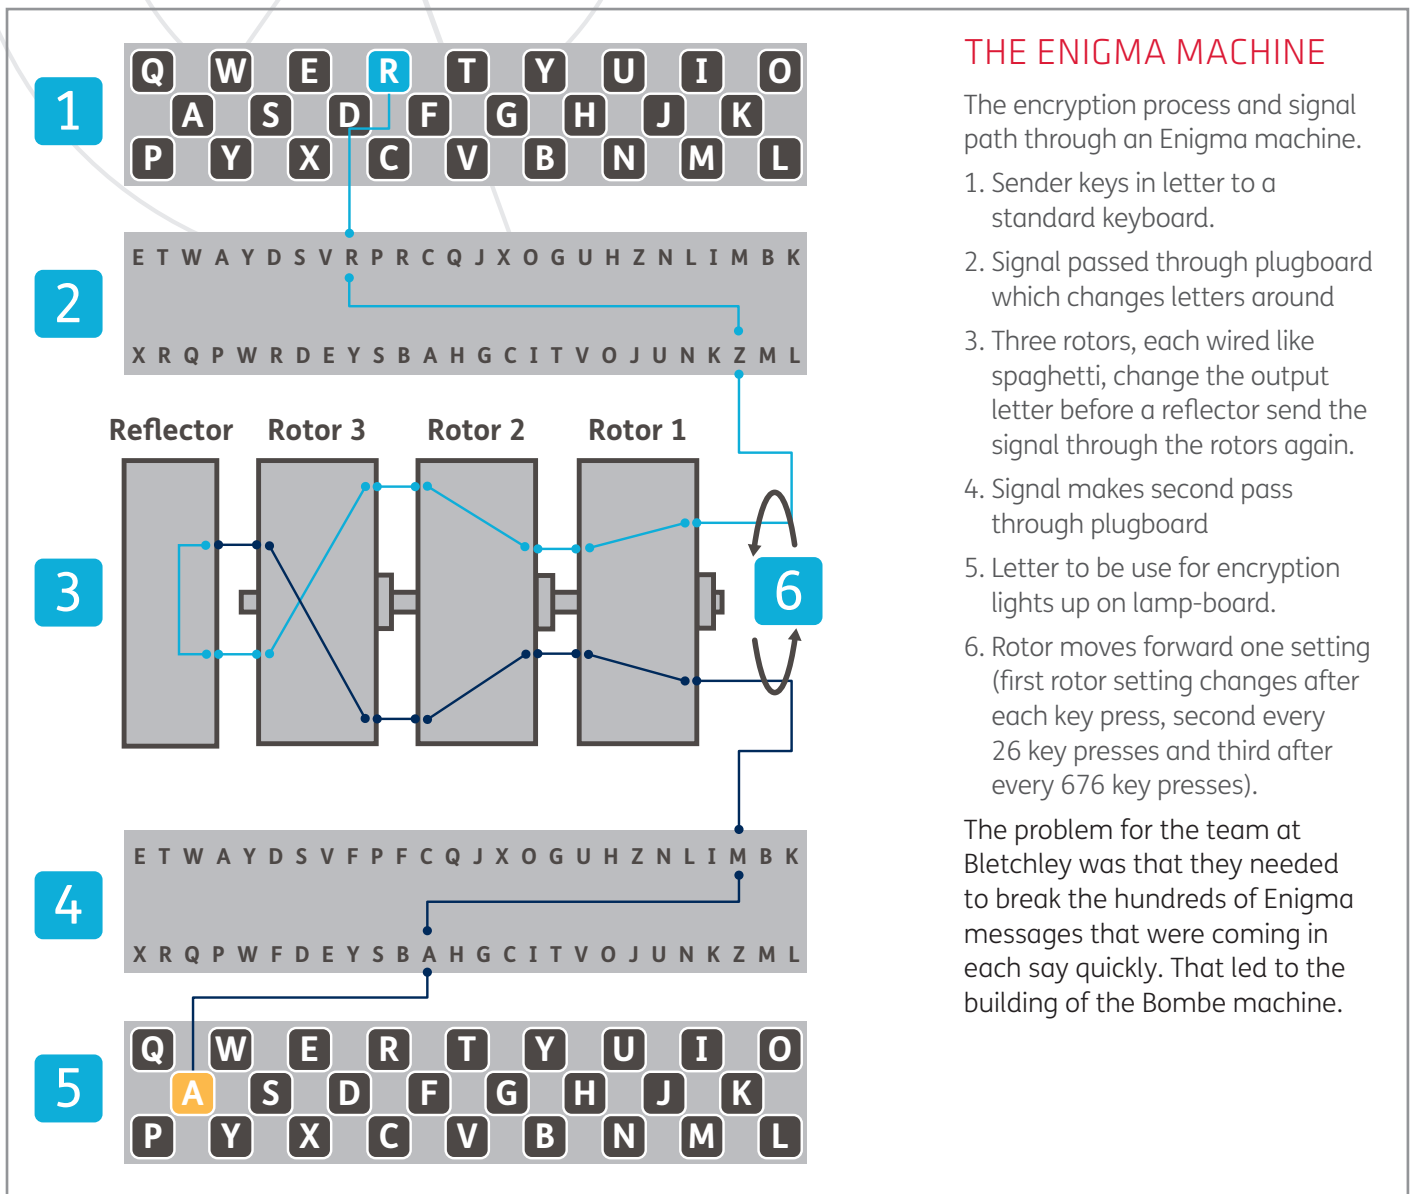 1
Q W E R T Y U I O
A S D F G H J K
P Y X C V B N M L
2
E T W A Y D S V R P R C Q J X O G U H Z N L I M B K
X R Q P W R D E Y S B A H G C I T V O J U N K Z M L
Reflector Rotor 3 Rotor 2 Rotor 1
3
6
4
E T W A Y D S V F P F C Q J X O G U H Z N L I M B K
X R Q P W F D E Y S B A H G C I T V O J U N K Z M L
5
Q W E R T Y U I O
A S D F G H J K
P Y X C V B N M L
THE ENIGMA MACHINE
The encryption process and signal
path through an Enigma machine.
1. Sender keys in letter to a
standard keyboard.
2. Signal passed through plugboard
which changes letters around
3. Three rotors, each wired like
spaghetti, change the output
letter before a reflector send the
signal through the rotors again.
4. Signal makes second pass
through plugboard
5. Letter to be use for encryption
lights up on lamp-board.
6. Rotor moves forward one setting
(first rotor setting changes after
each key press, second every
26 key presses and third after
every 676 key presses).
The problem for the team at
Bletchley was that they needed
to break the hundreds of Enigma
messages that were coming in
each say quickly. That led to the
building of the Bombe machine.